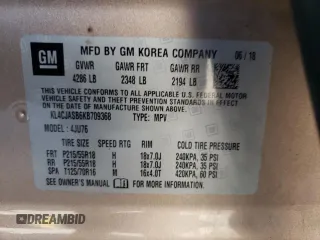 GM
MFD BY GM KOREA COMPANY 06 / 18
GVWR GAWR FRT GAWR RR
4286 LB 2348 LB 2194 LB
THIS VEHICLE CONFORMS TO ALL APPLICABLE U.S. FEDERAL MOTOR
VEHICLE SAFETY, BUMPER, AND THEFT PREVENTION STANDARDS IN
EFFECT ON THE DATE OF MANUFACTURE SHOWN ABOVE.
KL4CJASB6KB709368 TYPE: MPV
MODEL: 4JU76
TIRE SIZE SPEED RTG RIM COLD TIRE PRESSURE
FRT P215/55R18 H 18x7.0J 240KPA, 35 PSI
RR P215/55R18 H 18x7.0J 240KPA, 35 PSI
SPA T125/70R16 M 16x4.0T 420KPA, 60 PSI
SEE OWNER'S MANUAL FOR ADDITIONAL INFORMATION.
DREAMBID